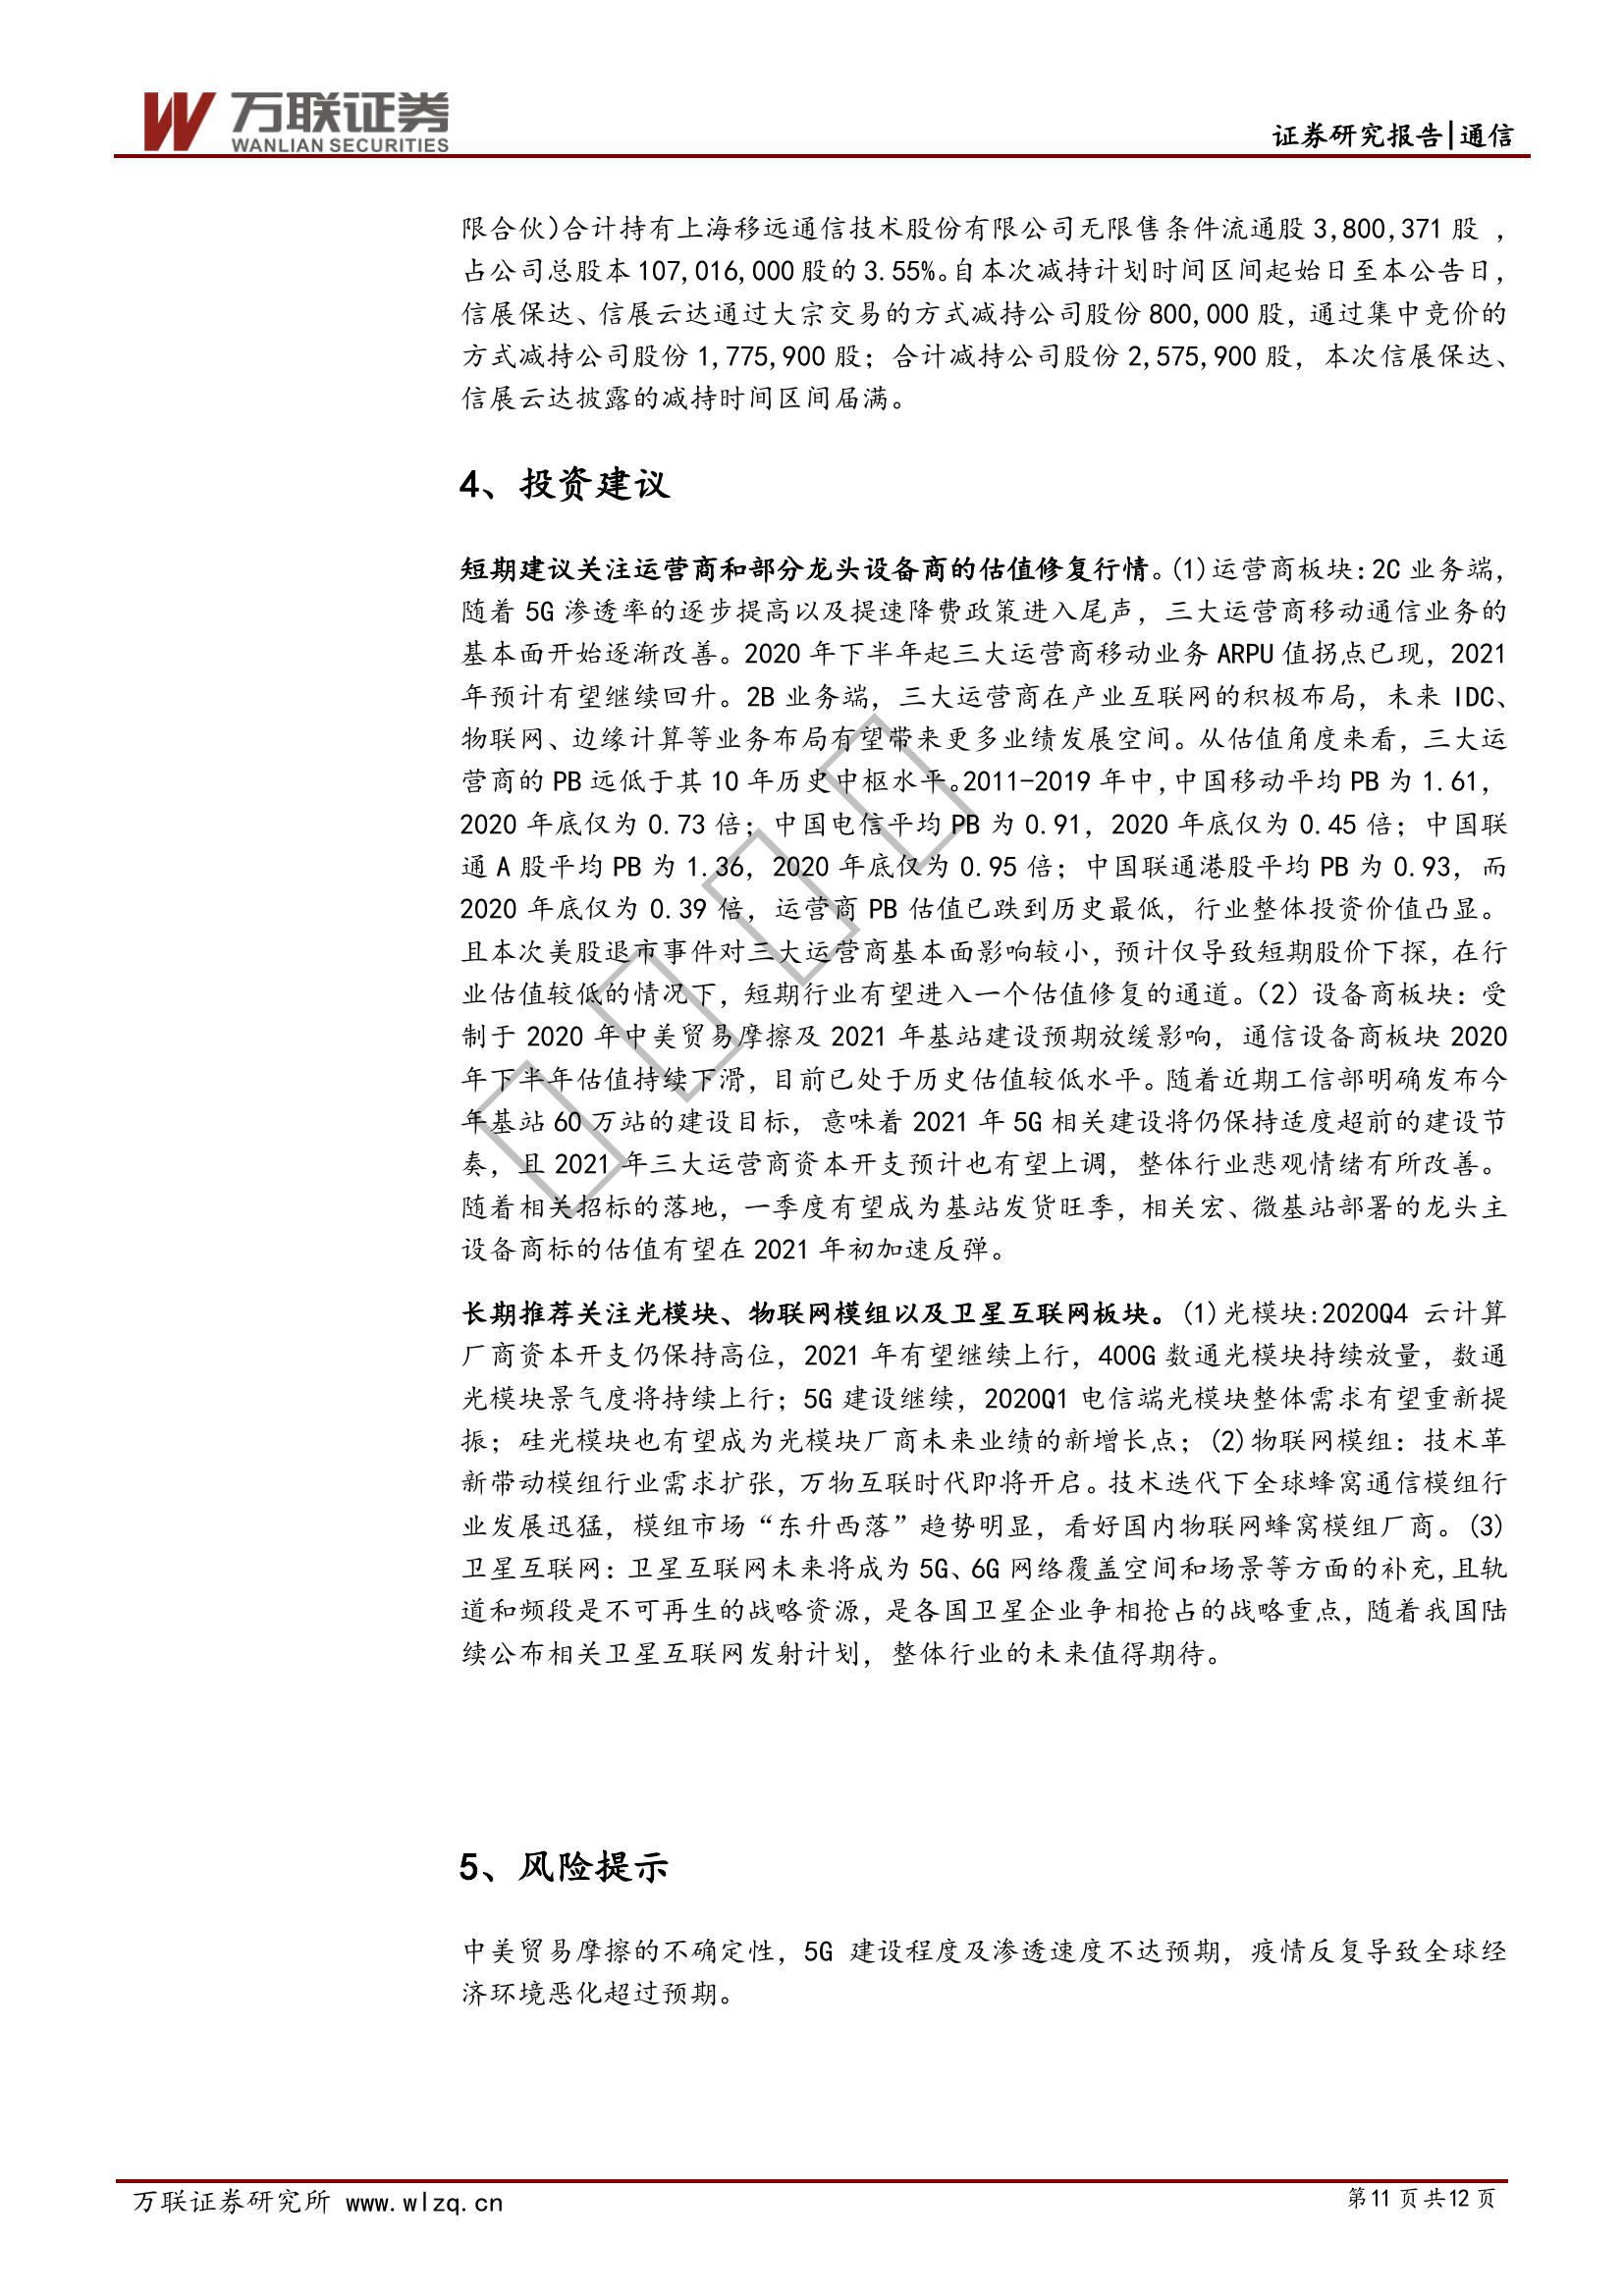 万联证券
WANLIAN SECURITIES
证券研究报告|通信
限合伙)合计持有上海移远通信技术股份有限公司无限售条件流通股 3,800,371 股 ，
占公司总股本 107,016,000 股的 3.55%。自本次减持计划时间区间起始日至本公告日，
信展保达、信展云达通过大宗交易的方式减持公司股份 800,000 股，通过集中竞价的
方式减持公司股份 1,775,900 股；合计减持公司股份 2,575,900 股，本次信展保达、
信展云达披露的减持时间区间届满。
4、投资建议
短期建议关注运营商和部分龙头设备商的估值修复行情。(1)运营商板块：2C 业务端，
随着 5G 渗透率的逐步提高以及提速降费政策进入尾声，三大运营商移动通信业务的
基本面开始逐渐改善。2020 年下半年起三大运营商移动业务 ARPU 值拐点已现，2021
年预计有望继续回升。2B 业务端，三大运营商在产业互联网的积极布局，未来 IDC、
物联网、边缘计算等业务布局有望带来更多业绩发展空间。从估值角度来看，三大运
营商的 PB 远低于其 10 年历史中枢水平。2011-2019 年中，中国移动平均 PB 为 1.61，
2020 年底仅为 0.73 倍；中国电信平均 PB 为 0.91，2020 年底仅为 0.45 倍；中国联
通 A 股平均 PB 为 1.36，2020 年底仅为 0.95 倍；中国联通港股平均 PB 为 0.93，而
2020 年底仅为 0.39 倍，运营商 PB 估值已跌到历史最低，行业整体投资价值凸显。
且本次美股退市事件对三大运营商基本面影响较小，预计仅导致短期股价下探，在行
业估值较低的情况下，短期行业有望进入一个估值修复的通道。（2）设备商板块：受
制于 2020 年中美贸易摩擦及 2021 年基站建设预期放缓影响，通信设备商板块 2020
年下半年估值持续下滑，目前已处于历史估值较低水平。随着近期工信部明确发布今
年基站 60 万站的建设目标，意味着 2021 年 5G 相关建设将仍保持适度超前的建设节
奏，且 2021 年三大运营商资本开支预计也有望上调，整体行业悲观情绪有所改善。
随着相关招标的落地，一季度有望成为基站发货旺季，相关宏、微基站部署的龙头主
设备商标的估值有望在 2021 年初加速反弹。
长期推荐关注光模块、物联网模组以及卫星互联网板块。(1)光模块：2020Q4 云计算
厂商资本开支仍保持高位，2021 年有望继续上行，400G 数通光模块持续放量，数通
光模块景气度将持续上行；5G 建设继续，2020Q1 电信端光模块整体需求有望重新提
振；硅光模块也有望成为光模块厂商未来业绩的新增长点；(2)物联网模组：技术革
新带动模组行业需求扩张，万物互联时代即将开启。技术迭代下全球蜂窝通信模组行
业发展迅猛，模组市场“东升西落”趋势明显，看好国内物联网蜂窝模组厂商。(3)
卫星互联网：卫星互联网未来将成为 5G、6G 网络覆盖空间和场景等方面的补充，且轨
道和频段是不可再生的战略资源，是各国卫星企业争相抢占的战略重点，随着我国陆
续公布相关卫星互联网发射计划，整体行业的未来值得期待。
5、风险提示
中美贸易摩擦的不确定性，5G 建设程度及渗透速度不达预期，疫情反复导致全球经
济环境恶化超过预期。
万联证券研究所 www.wlzq.cn
第11 页 共12 页